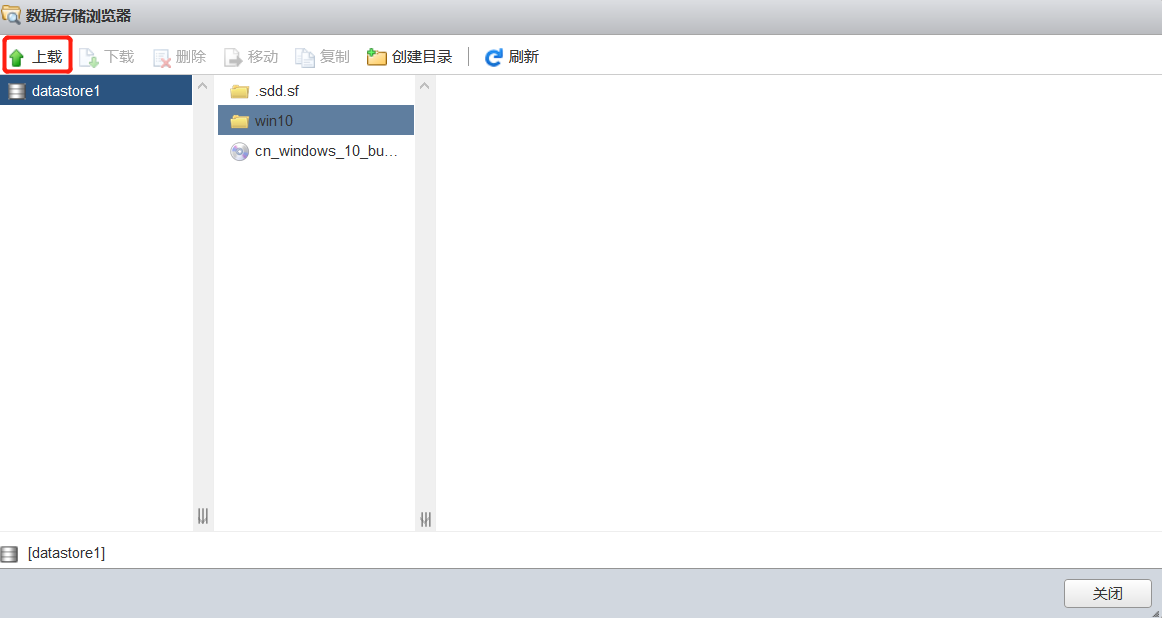 数据存储浏览器
上载 下载 删除 移动 复制 创建目录 刷新
datastore1
.sdd.sf
win10
cn_windows_10_bu...
[datastore1]
关闭